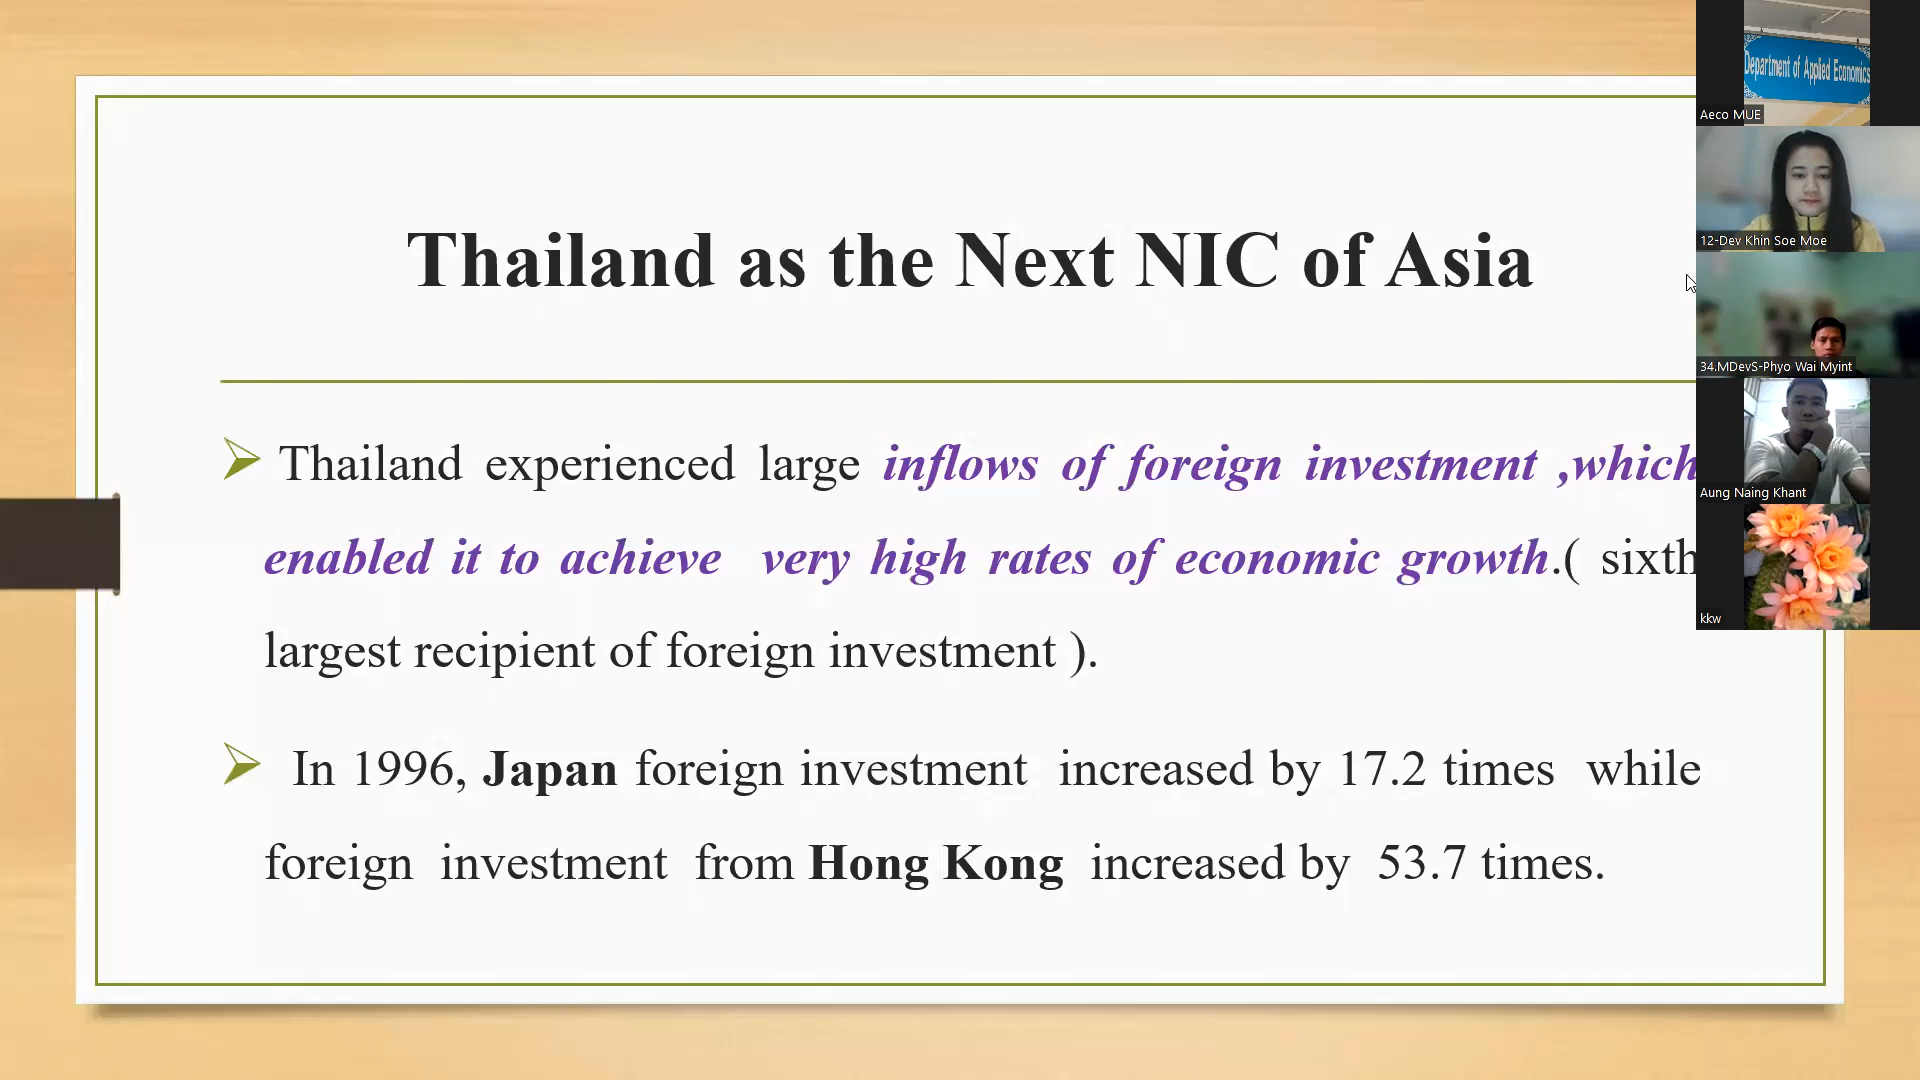 Thailand as the Next NIC of Asia
Thailand experienced large inflows of foreign investment ,which
enabled it to achieve very high rates of economic growth.( sixth
largest recipient of foreign investment ).
In 1996, Japan foreign investment increased by 17.2 times while
foreign investment from Hong Kong increased by 53.7 times.
Department of Applied Economics
Aeco MUE
12-Dev Khin Soe Moe
34.MDevS-Phyo Wai Myint
Aung Naing Khant
kkw